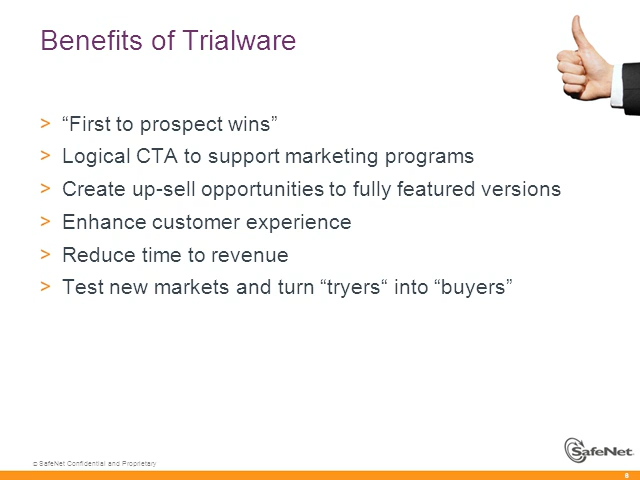 Benefits of Trialware
> “First to prospect wins”
> Logical CTA to support marketing programs
> Create up-sell opportunities to fully featured versions
> Enhance customer experience
> Reduce time to revenue
> Test new markets and turn “tryers“ into “buyers”
SafeNet Confidential and Proprietary
SafeNet